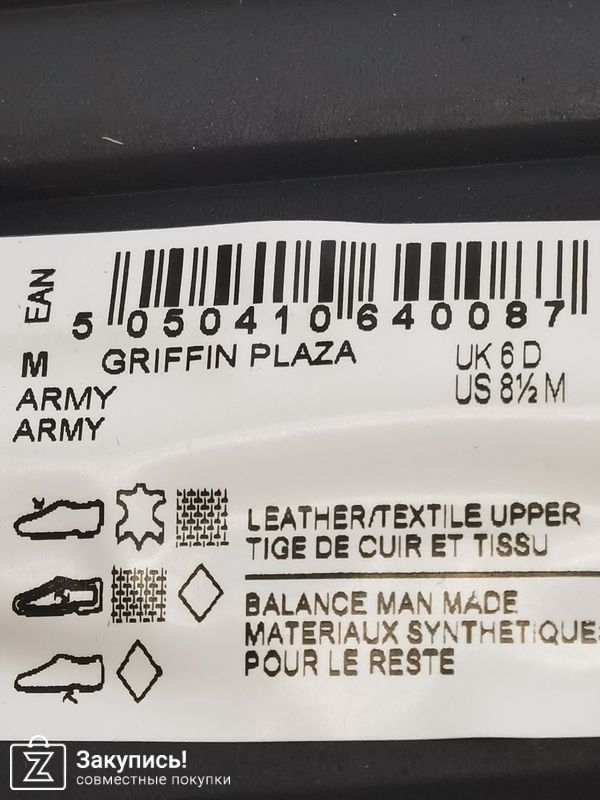 EAN
5 050410 640087
M GRIFFIN PLAZA UK 6 D
ARMY US 8½ M
ARMY
LEATHER/TEXTILE UPPER
TIGE DE CUIR ET TISSU
BALANCE MAN MADE
MATERIAUX SYNTHETIQUE
POUR LE RESTE
Закупись!
совместные покупки